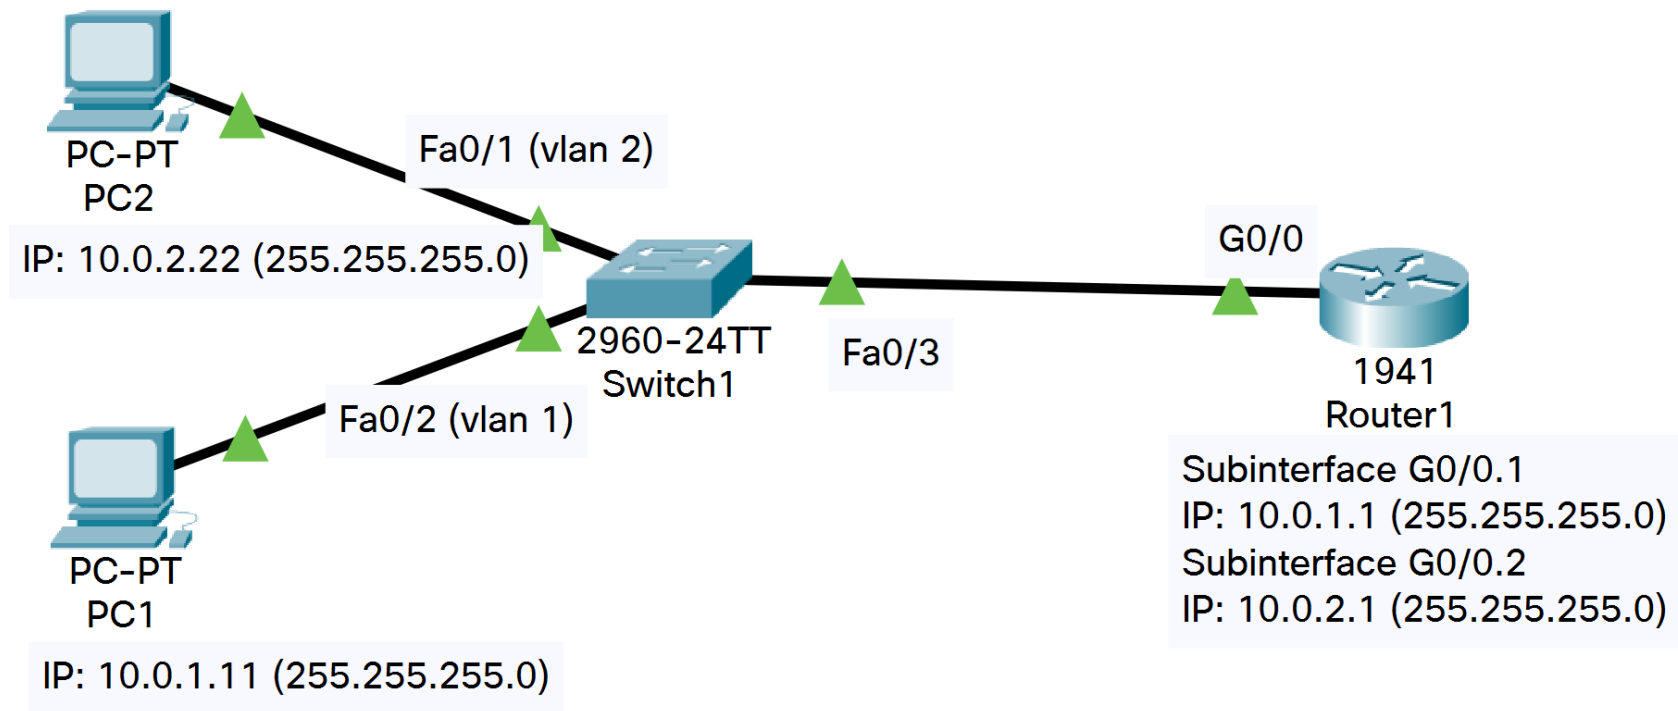 PC-PT
PC2
IP: 10.0.2.22 (255.255.255.0)
Fa0/1 (vlan 2)
Fa0/2 (vlan 1)
2960-24TT
Switch1
Fa0/3
G0/0
1941
Router1
Subinterface G0/0.1
IP: 10.0.1.1 (255.255.255.0)
Subinterface G0/0.2
IP: 10.0.2.1 (255.255.255.0)
PC-PT
PC1
IP: 10.0.1.11 (255.255.255.0)